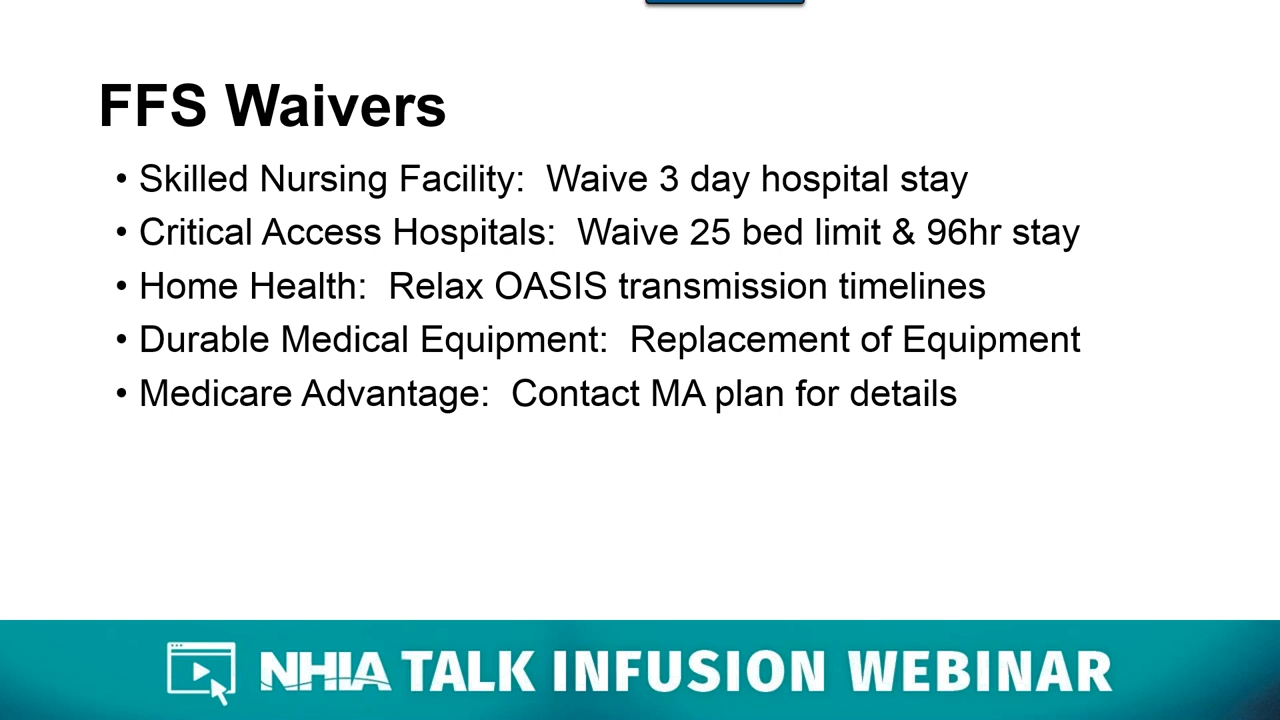 FFS Waivers
• Skilled Nursing Facility:  Waive 3 day hospital stay
• Critical Access Hospitals:  Waive 25 bed limit & 96hr stay
• Home Health:  Relax OASIS transmission timelines
• Durable Medical Equipment:  Replacement of Equipment
• Medicare Advantage:  Contact MA plan for details
NHIA TALK INFUSION WEBINAR